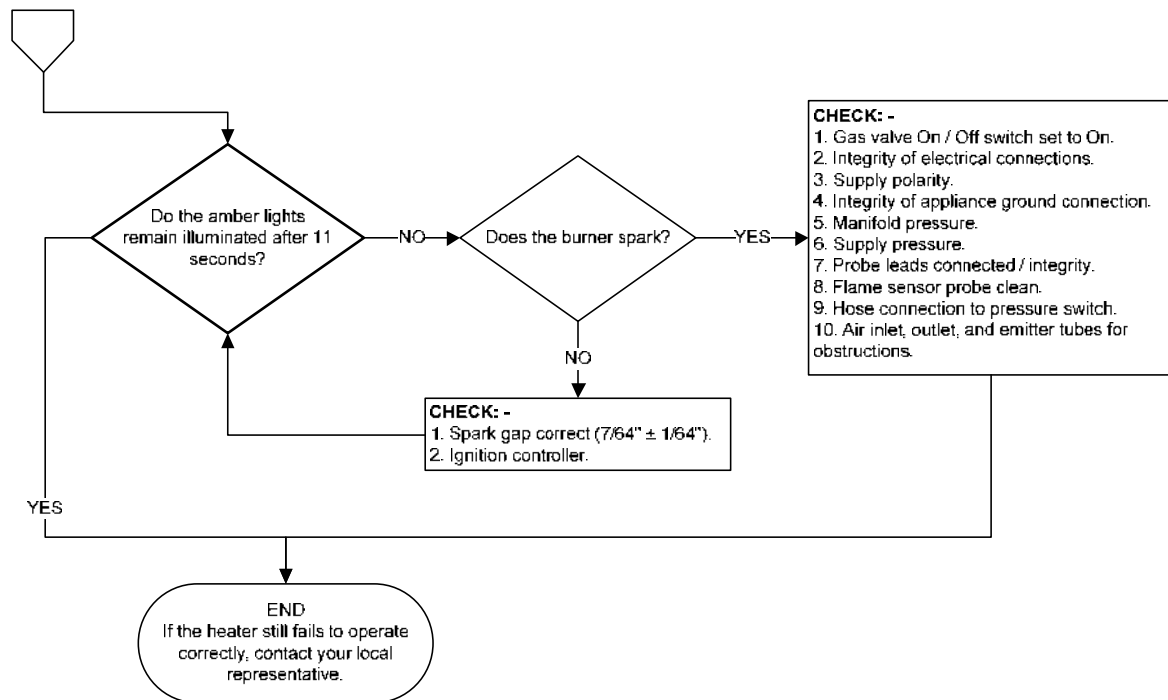 Do the amber lights
remain illuminated after 11
seconds?
NO
Does the burner spark?
YES
CHECK: -
1. Gas valve On / Off switch set to On.
2. Integrity of electrical connections.
3. Supply polarity.
4. Integrity of appliance ground connection.
5. Manifold pressure.
6. Supply pressure.
7. Probe leads connected / integrity.
8. Flame sensor probe clean.
9. Hose connection to pressure switch.
10. Air inlet, outlet, and emitter tubes for
obstructions.
NO
CHECK: -
1. Spark gap correct (7/64" ± 1/64").
2. Ignition controller.
YES
END
If the heater still fails to operate
correctly, contact your local
representative.